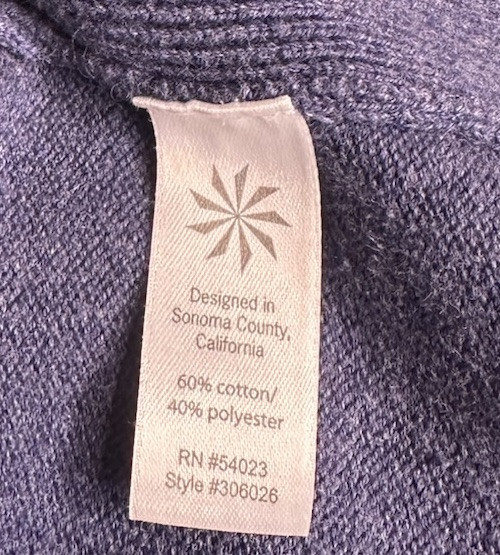 Designed in
Sonoma County,
California
60% cotton/
40% polyester
RN #54023
Style #306026